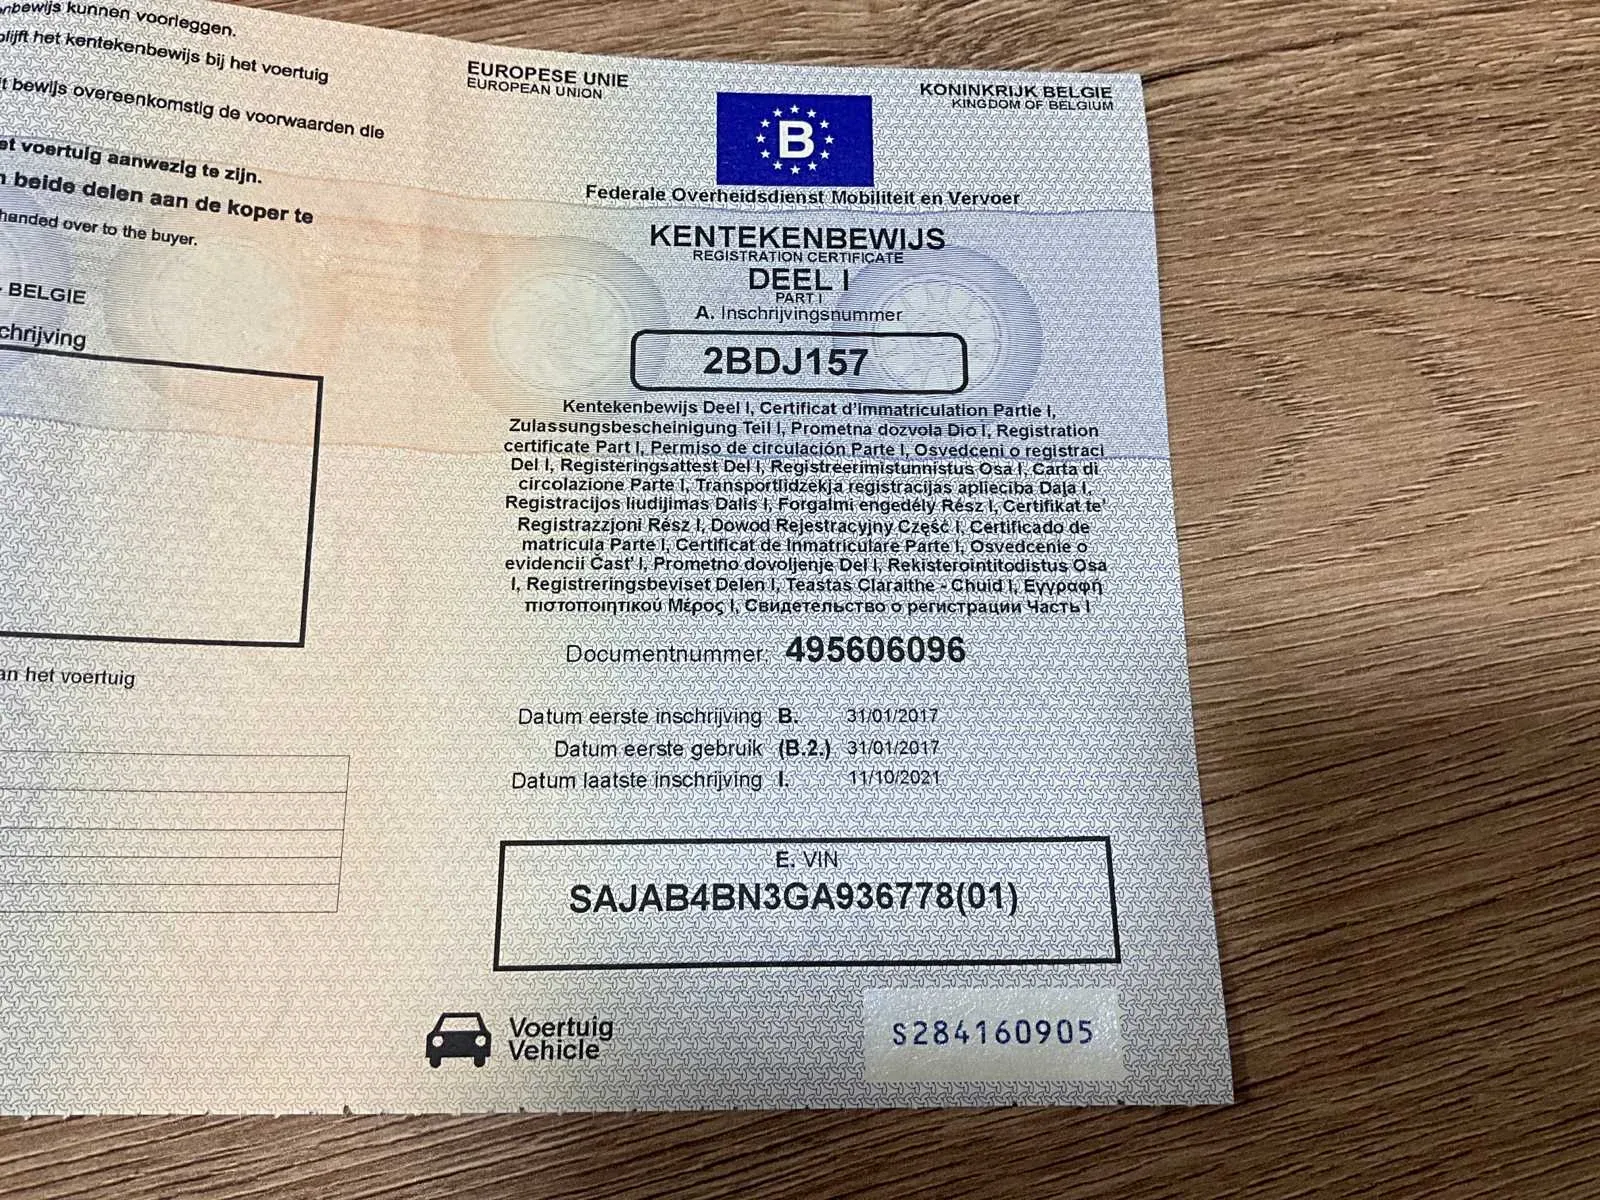 kunnen voorleggen.
blijft het kentekenbewijs bij het voertuig
bewijs overeenkomstig de voorwaarden die
voertuig aanwezig te zijn.
beide delen aan de koper te
handed over to the buyer.
BELGIE
an het voertuig
EUROPESE UNIE
EUROPEAN UNION
KONINKRIJK BELGIE
KINGDOM OF BELGIUM
B
Federale Overheidsdienst Mobiliteit en Vervoer
KENTEKENBEWIJS
REGISTRATION CERTIFICATE
DEEL I
PART I
A. Inschrijvingsnummer
2BDJ157
Kentekenbewijs Deel I, Certificat d'immatriculation Partie I,
Zulassungsbescheinigung Teil I, Prometna dozvola Dio I, Registration
certificate Part I, Permiso de circulación Parte I, Osvedceni o registraci
Del I, Registeringsattest Del I, Registreerimistunnistus Osa I, Carta di
circolazione Parte I, Transportlidzekja registracijas aplieciba Daļa I,
Registracijos liudijimas Dalis I, Forgalmi engedély Rész I, Certifikat te'
Registrazzjoni Rész I, Dowod Rejestracyjny Część I, Certificado de
matricula Parte I, Certificat de Inmatriculare Parte I, Osvedcenie o
evidencii Čast' I, Prometno dovoljenje Del I, Rekisterointitodistus Osa
I, Registreringsbeviset Delen I, Teastas Claraithe - Chuid I, Εγγραφή
πιστοποιητικού Μέρος I, Свидетельство о регистрации Часть I
Documentnummer: 495606096
Datum eerste inschrijving B. 31/01/2017
Datum eerste gebruik (B.2.) 31/01/2017
Datum laatste inschrijving I. 11/10/2021
E. VIN
SAJAB4BN3GA936778(01)
Voertuig
Vehicle
S284160905